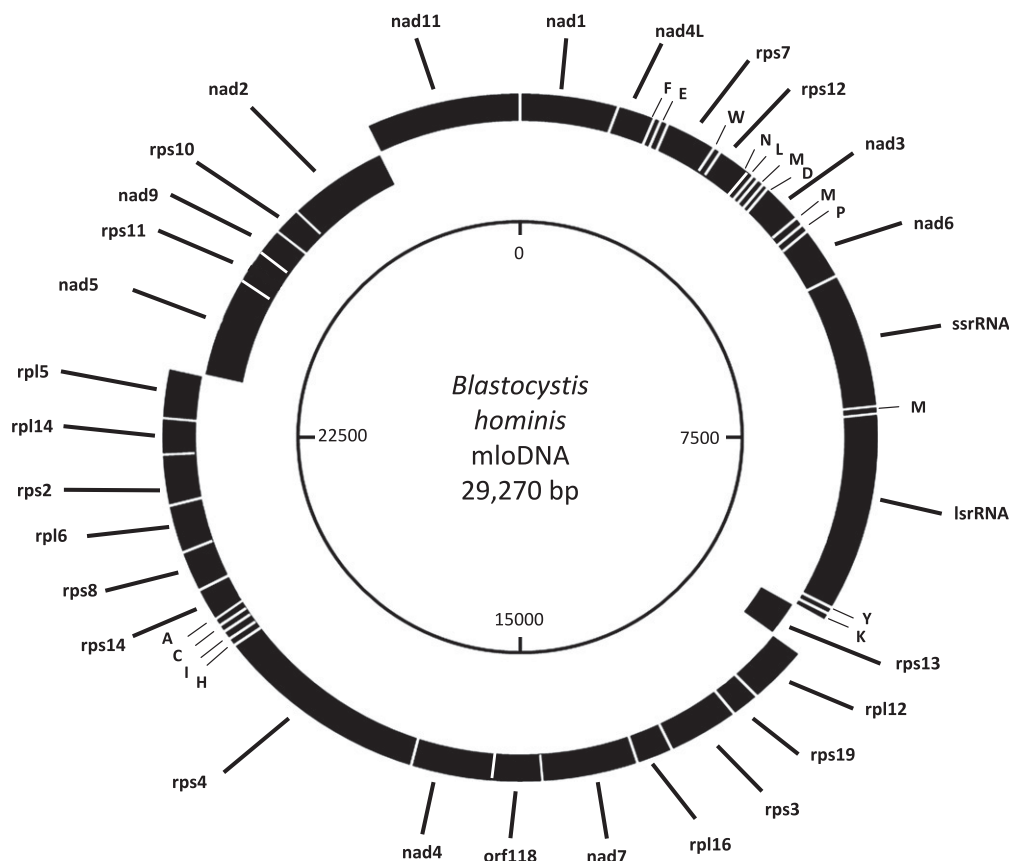 nad11
nad1
nad4L
rps7
rps12
F
E
W
N
L
M
D
nad3
M
P
nad6
ssrRNA
M
lsrRNA
Y
K
rps13
rpl12
rps19
rps3
rpl16
nad7
orf118
nad4
rps4
H
I
C
A
rps14
rps8
rpl6
rps2
rpl14
rpl5
nad5
rps11
nad9
rps10
nad2
0
7500
15000
22500
Blastocystis
hominis
mloDNA
29,270 bp